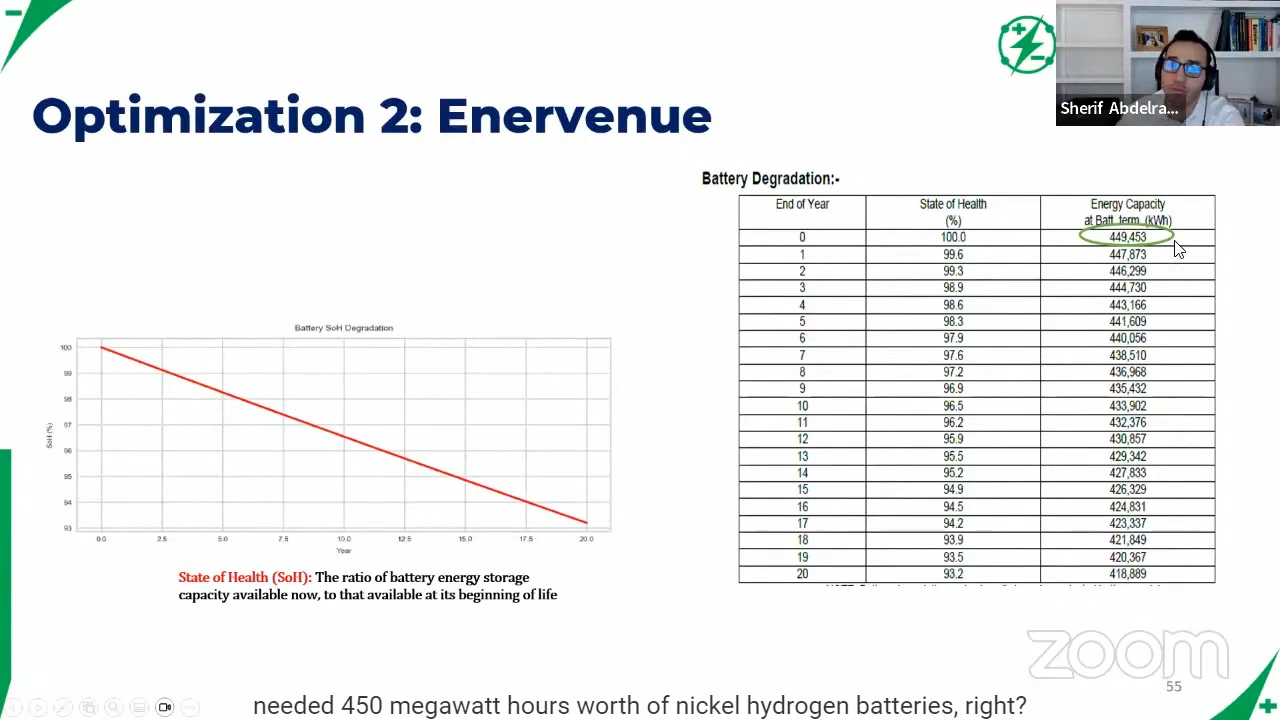 Sherif Abdelra...
Optimization 2: Enervenue
Battery Degradation:-
End of Year State of Health (%) Energy Capacity at Batt. term. (kWh)
0 100.0 449,453
1 99.6 447,873
2 99.3 446,299
3 98.9 444,730
4 98.6 443,166
5 98.3 441,609
6 97.9 440,056
7 97.6 438,510
8 97.2 436,968
9 96.9 435,432
10 96.5 433,902
11 96.2 432,376
12 95.9 430,857
13 95.5 429,342
14 95.2 427,833
15 94.9 426,329
16 94.5 424,831
17 94.2 423,337
18 93.9 421,849
19 93.5 420,367
20 93.2 418,889
Battery SoH Degradation
SoH (%)
100
99
98
97
96
95
94
93
0.0 2.5 5.0 7.5 10.0 12.5 15.0 17.5 20.0
Year
State of Health (SoH): The ratio of battery energy storage
capacity available now, to that available at its beginning of life
zoom
55
needed 450 megawatt hours worth of nickel hydrogen batteries, right?